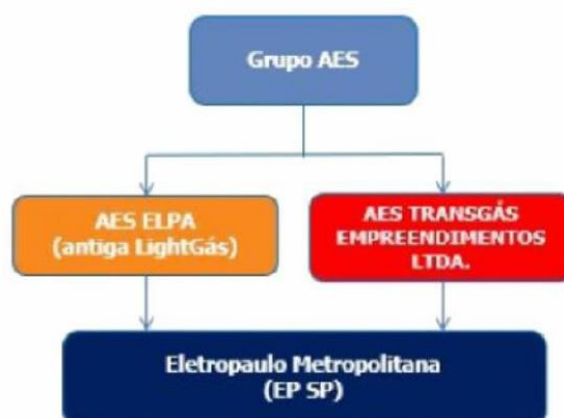 Grupo AES
AES ELPA
(antiga LightGás)
AES TRANSGÁS
EMPREENDIMENTOS
LTDA.
Eletropaulo Metropolitana
(EP SP)